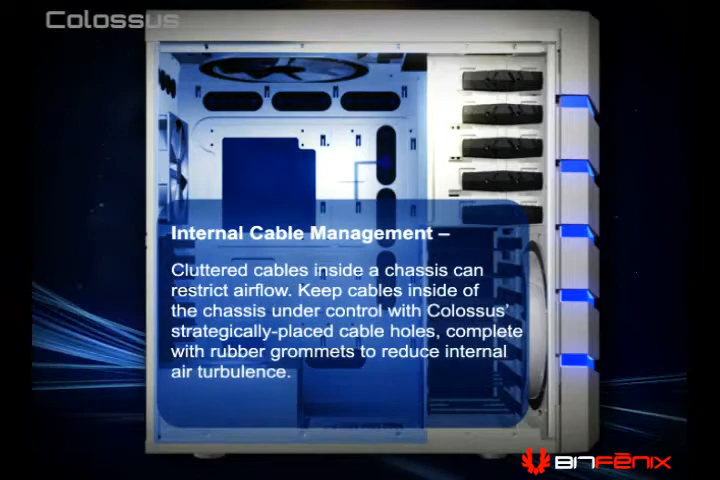 Colossus
Internal Cable Management –
Cluttered cables inside a chassis can
restrict airflow. Keep cables inside of
the chassis under control with Colossus'
strategically-placed cable holes, complete
with rubber grommets to reduce internal
air turbulence.
BITFĒNIX